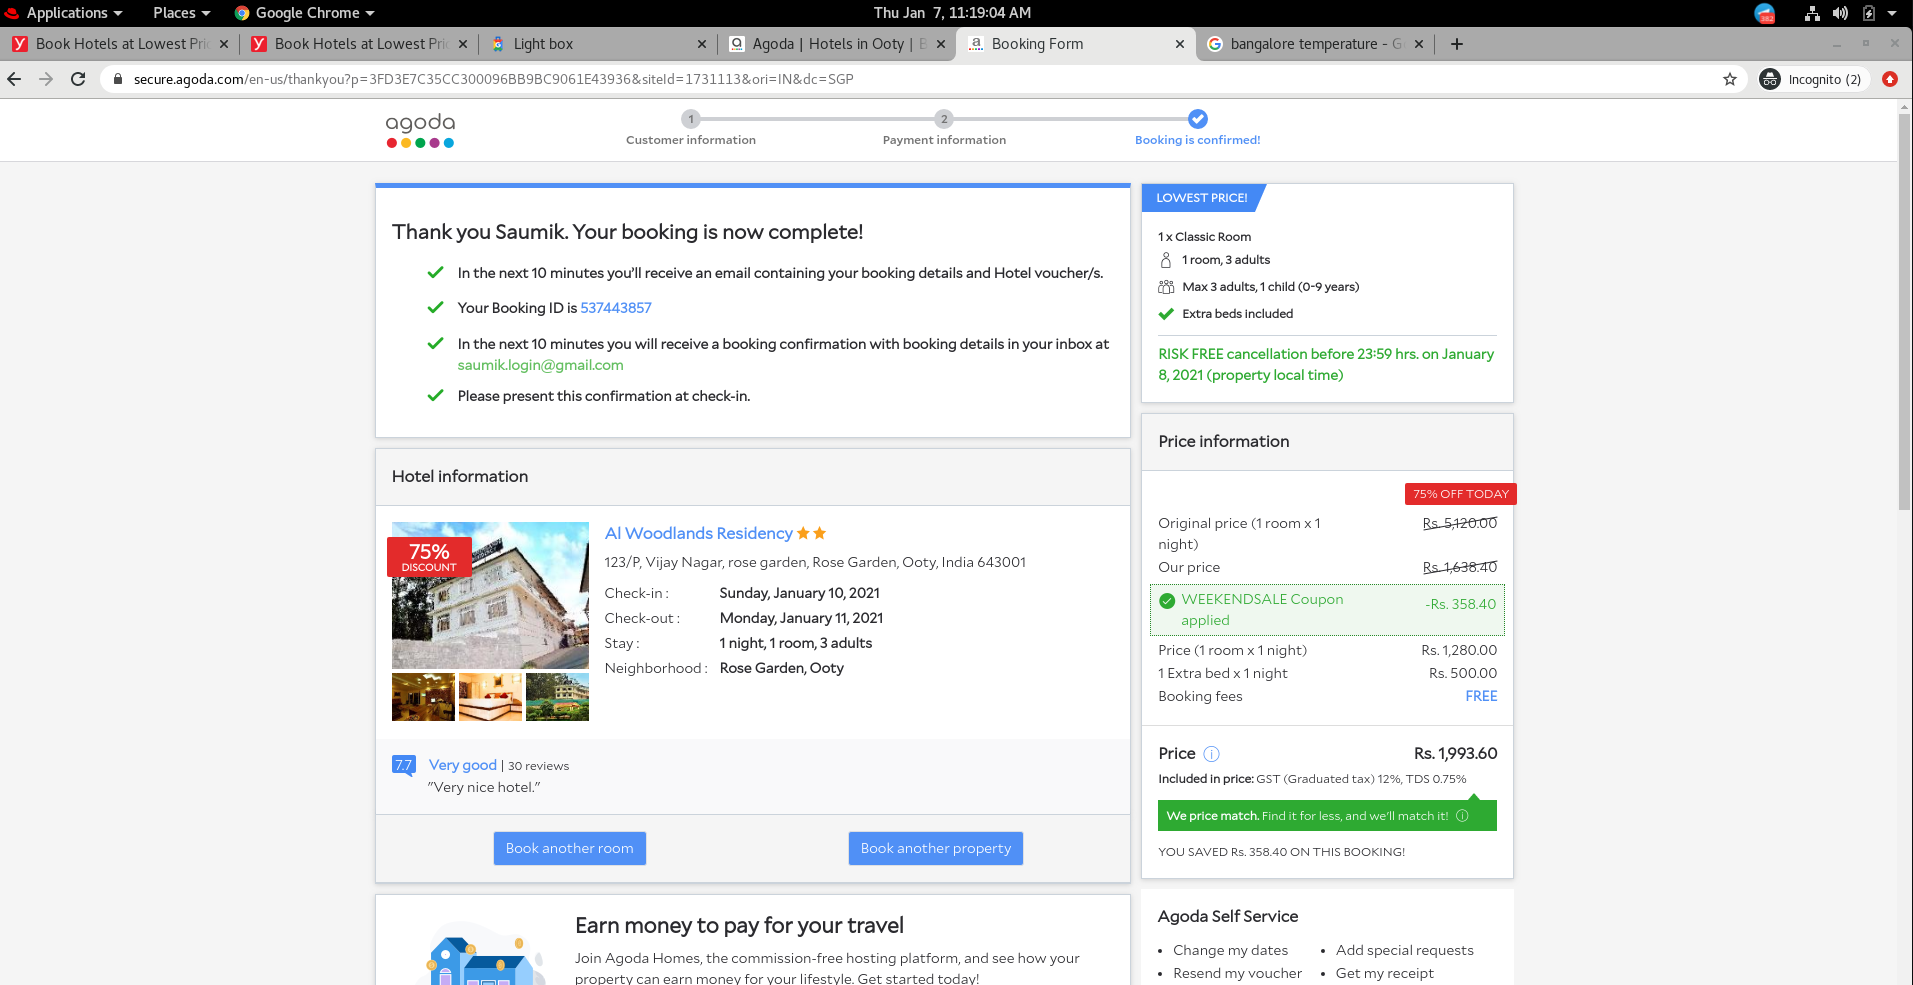 Applications Places Google Chrome Thu Jan 7, 11:19:04 AM 382
Book Hotels at Lowest Pri Book Hotels at Lowest Pri Light box Agoda | Hotels in Ooty | B Booking Form bangalore temperature - G
secure.agoda.com/en-us/thankyou?p=3FD3E7C35CC300096BB9BC9061E43936&siteId=1731113&ori=IN&dc=SGP Incognito (2)
agoda
1 2
Customer information Payment information Booking is confirmed!
Thank you Saumik. Your booking is now complete!
In the next 10 minutes you'll receive an email containing your booking details and Hotel voucher/s.
Your Booking ID is 537443857
In the next 10 minutes you will receive a booking confirmation with booking details in your inbox at
saumik.login@gmail.com
Please present this confirmation at check-in.
Hotel information
75%
DISCOUNT
Al Woodlands Residency
123/P, Vijay Nagar, rose garden, Rose Garden, Ooty, India 643001
Check-in : Sunday, January 10, 2021
Check-out : Monday, January 11, 2021
Stay : 1 night, 1 room, 3 adults
Neighborhood : Rose Garden, Ooty
7.7 Very good | 30 reviews
"Very nice hotel."
Book another room Book another property
Earn money to pay for your travel
Join Agoda Homes, the commission-free hosting platform, and see how your
property can earn money for your lifestyle. Get started today!
LOWEST PRICE!
1 x Classic Room
1 room, 3 adults
Max 3 adults, 1 child (0-9 years)
Extra beds included
RISK FREE cancellation before 23:59 hrs. on January
8, 2021 (property local time)
Price information
75% OFF TODAY
Original price (1 room x 1 Rs. 5,120.00
night)
Our price Rs. 1,638.40
WEEKENDSALE Coupon -Rs. 358.40
applied
Price (1 room x 1 night) Rs. 1,280.00
1 Extra bed x 1 night Rs. 500.00
Booking fees FREE
Price Rs. 1,993.60
Included in price: GST (Graduated tax) 12%, TDS 0.75%
We price match. Find it for less, and we'll match it!
YOU SAVED Rs. 358.40 ON THIS BOOKING!
Agoda Self Service
• Change my dates • Add special requests
• Resend my voucher • Get my receipt